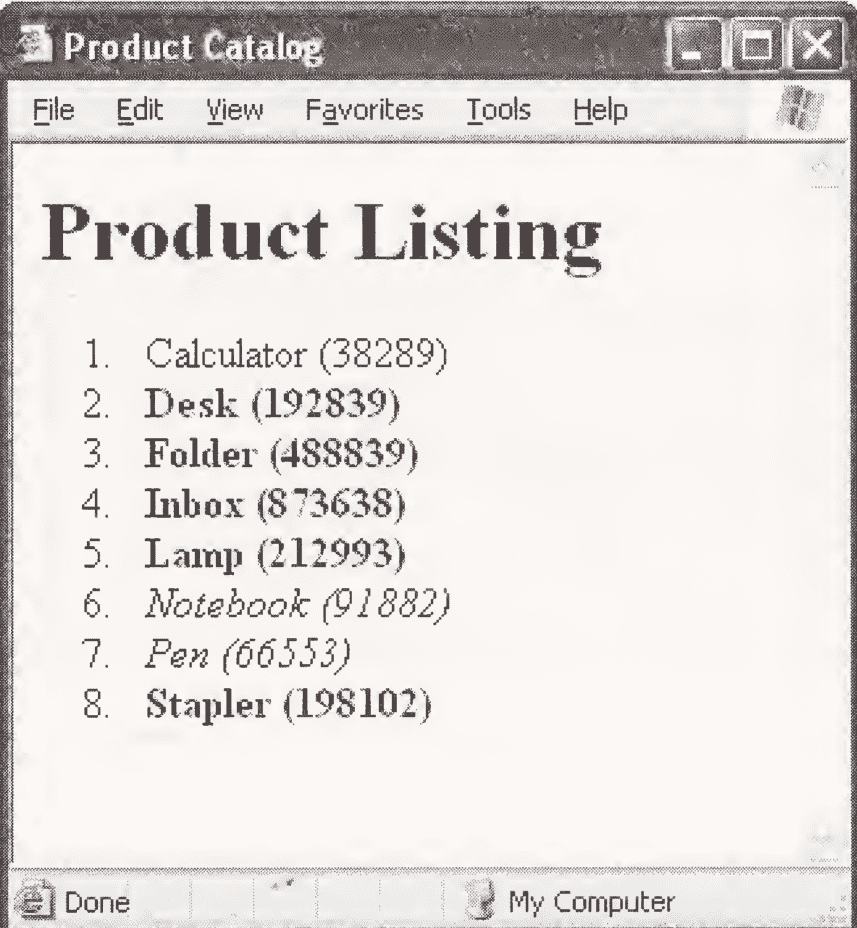 Product Catalog
File Edit View Favorites Tools Help
Product Listing
1. Calculator (38289)
2. Desk (192839)
3. Folder (488839)
4. Inbox (873638)
5. Lamp (212993)
6. Notebook (91882)
7. Pen (66553)
8. Stapler (198102)
Done My Computer